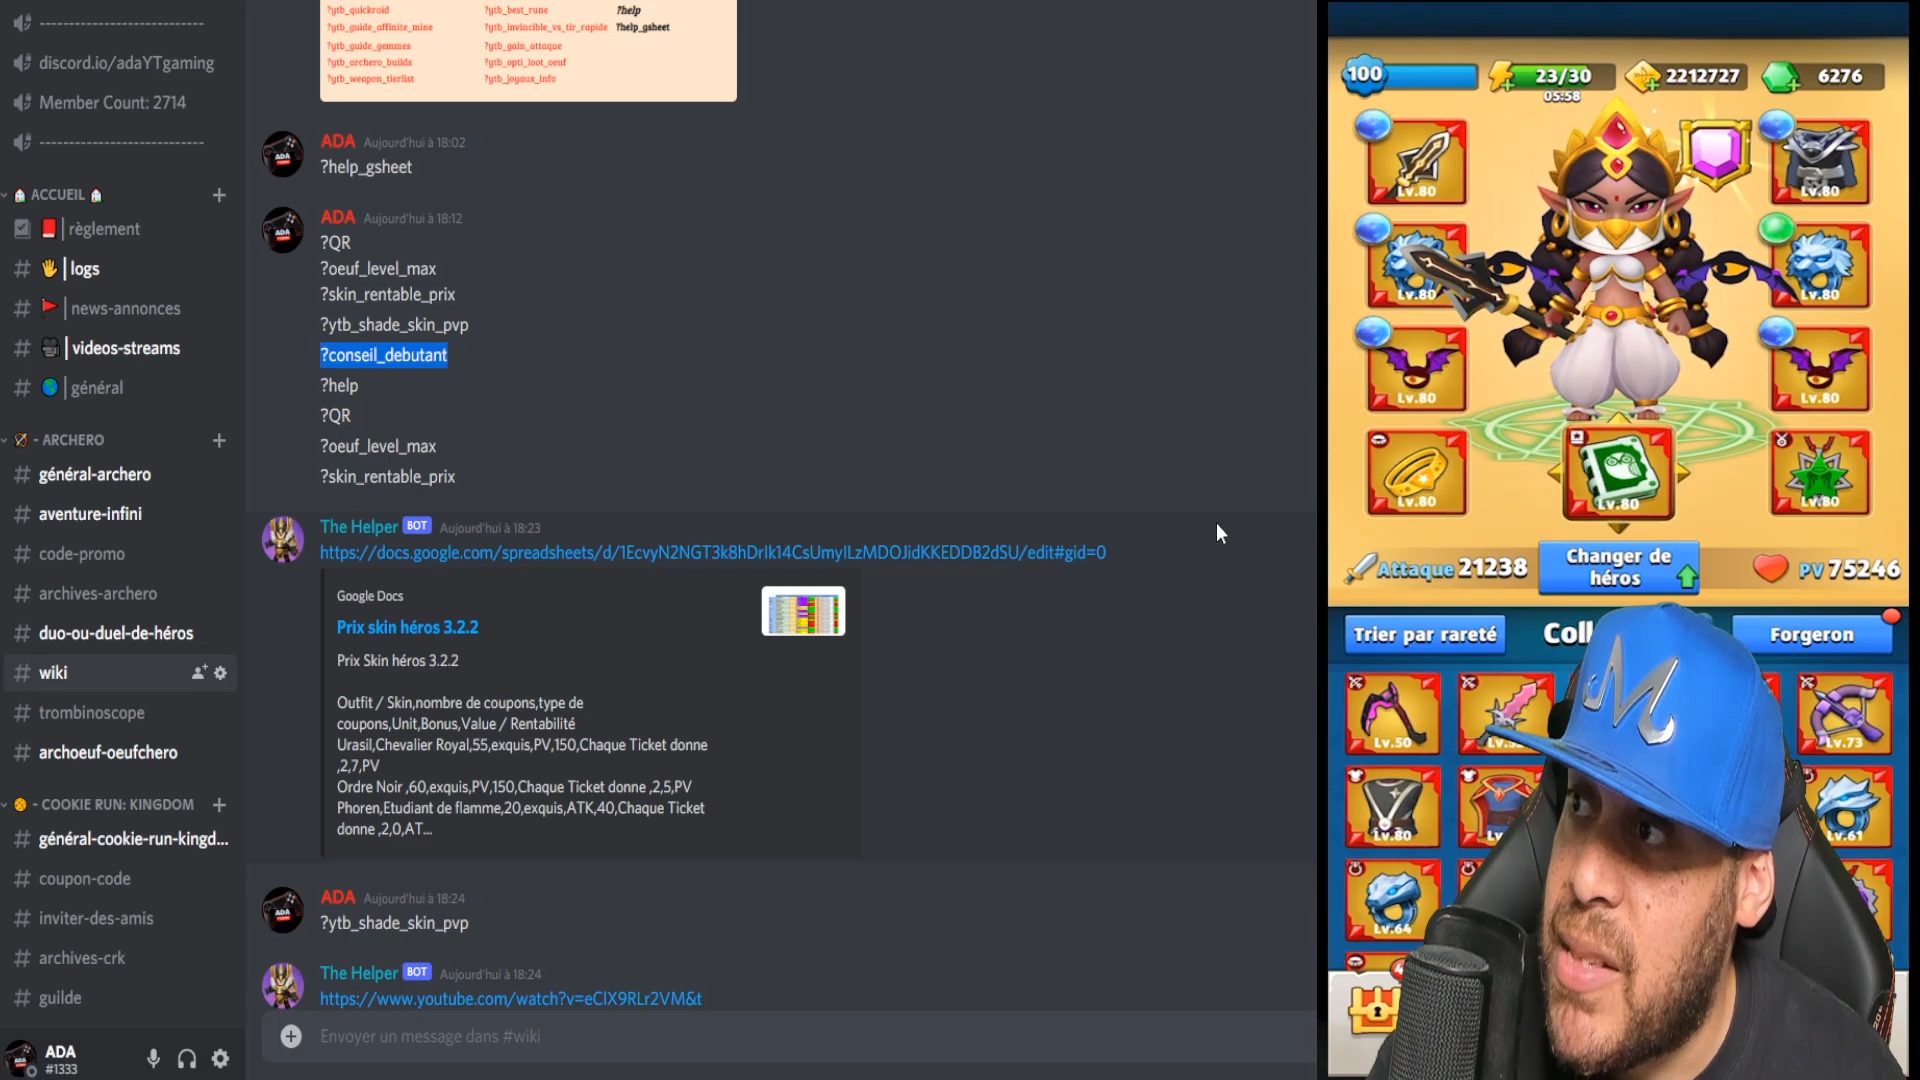 ----------------------------
discord.io/adaYTgaming
Member Count: 2714
----------------------------
ACCUEIL
règlement
logs
news-annonces
videos-streams
général
- ARCHERO
général-archero
aventure-infini
code-promo
archives-archero
duo-ou-duel-de-héros
wiki
trombinoscope
archoeuf-oeufchero
- COOKIE RUN: KINGDOM
général-cookie-run-kingd...
coupon-code
inviter-des-amis
archives-crk
guilde
ADA
#1333
?ytb_quickraid ?ytb_best_rune ?help
?ytb_guide_affinite_mine ?ytb_invincible_vs_tir_rapide ?help_gsheet
?ytb_guide_gemmes ?ytb_gain_attaque
?ytb_archero_builds ?ytb_opti_loot_oeuf
?ytb_weapon_tierlist ?ytb_joyaux_info
ADA Aujourd'hui à 18:02
?help_gsheet
ADA Aujourd'hui à 18:12
?QR
?oeuf_level_max
?skin_rentable_prix
?ytb_shade_skin_pvp
?conseil_debutant
?help
?QR
?oeuf_level_max
?skin_rentable_prix
The Helper BOT Aujourd'hui à 18:23
https://docs.google.com/spreadsheets/d/1EcvyN2NGT3k8hDrIk14CsUmyILzMDOJidKKEDDB2dSU/edit#gid=0
Google Docs
Prix skin héros 3.2.2
Prix Skin héros 3.2.2
Outfit / Skin,nombre de coupons,type de
coupons,Unit,Bonus,Value / Rentabilité
Urasil,Chevalier Royal,55,exquis,PV,150,Chaque Ticket donne
,2,7,PV
Ordre Noir ,60,exquis,PV,150,Chaque Ticket donne ,2,5,PV
Phoren,Etudiant de flamme,20,exquis,ATK,40,Chaque Ticket
donne ,2,0,AT...
ADA Aujourd'hui à 18:24
?ytb_shade_skin_pvp
The Helper BOT Aujourd'hui à 18:24
https://www.youtube.com/watch?v=eClX9RLr2VM&t
Envoyer un message dans #wiki
100 23/30 2212727 6276
05:58
Lv.80 Lv.80
Lv.80 Lv.80
Lv.80 Lv.80
Lv.80 Lv.80 Lv.80
Attaque 21238
Changer de
héros
PV 75246
Trier par rareté
Forgeron
Lv.50
Lv.73
Lv.80
Lv.61
Lv.64
ADA
ADA
ADA
M